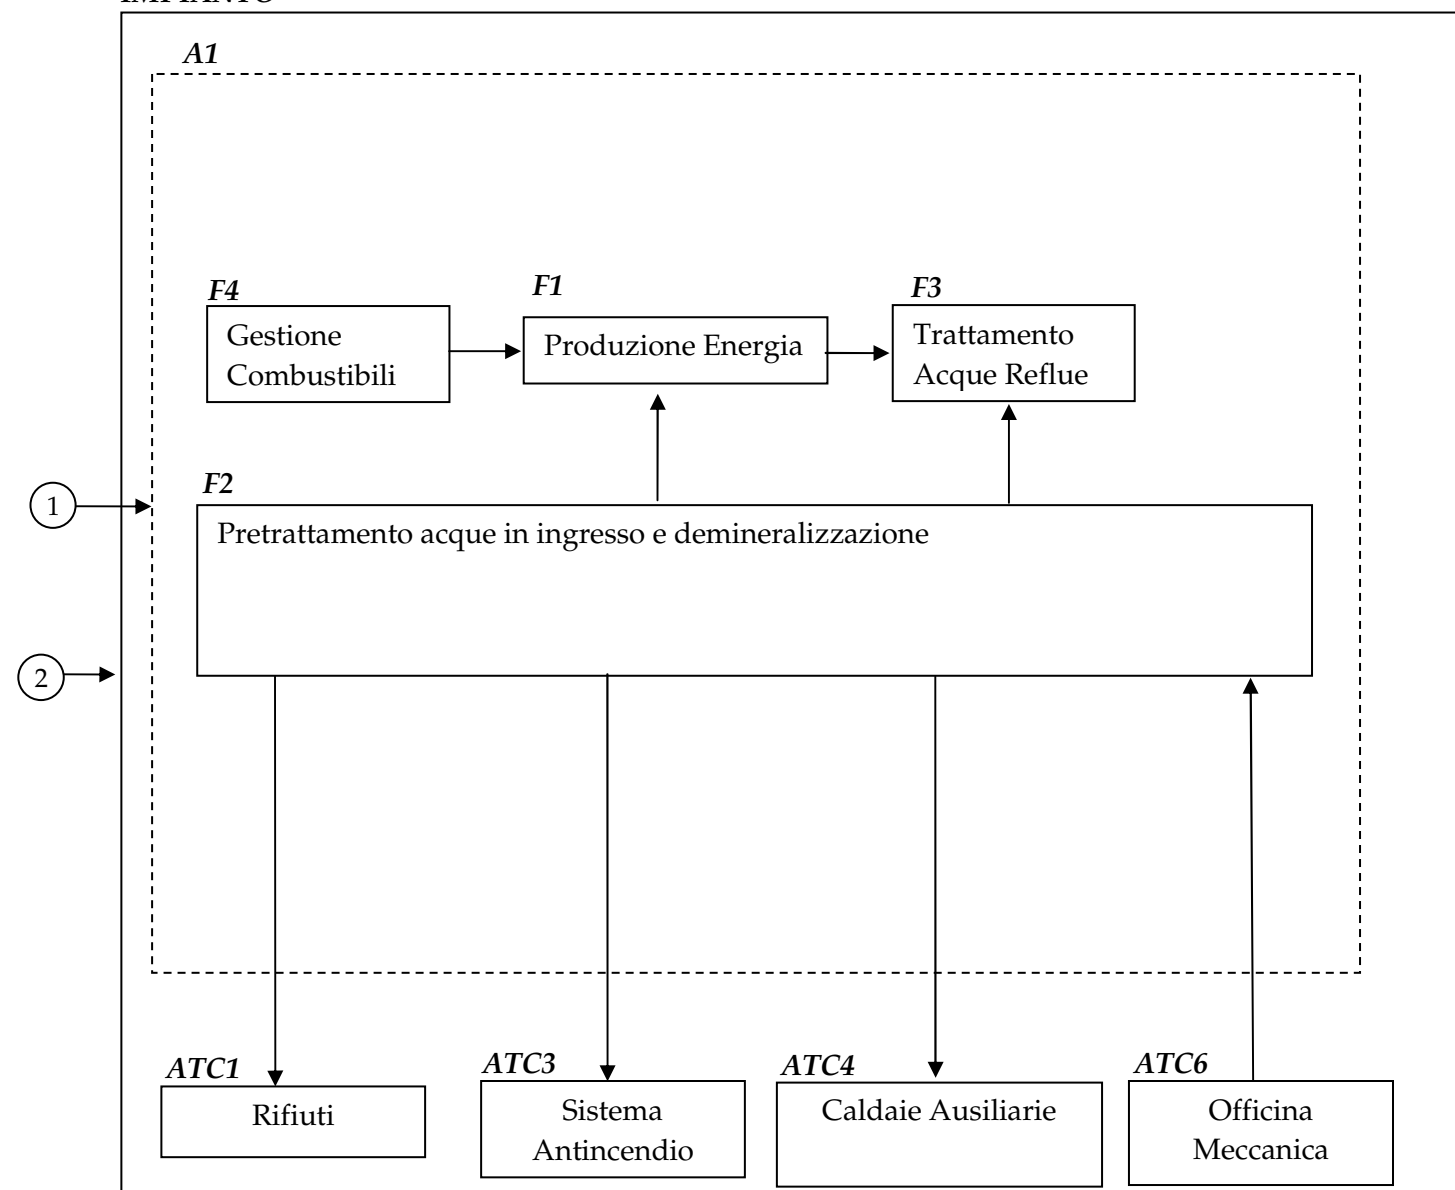 A1
F4
Gestione
Combustibili
F1
Produzione Energia
F3
Trattamento
Acque Reflue
1
F2
Pretrattamento acque in ingresso e demineralizzazione
2
ATC1
Rifiuti
ATC3
Sistema
Antincendio
ATC4
Caldaie Ausiliarie
ATC6
Officina
Meccanica